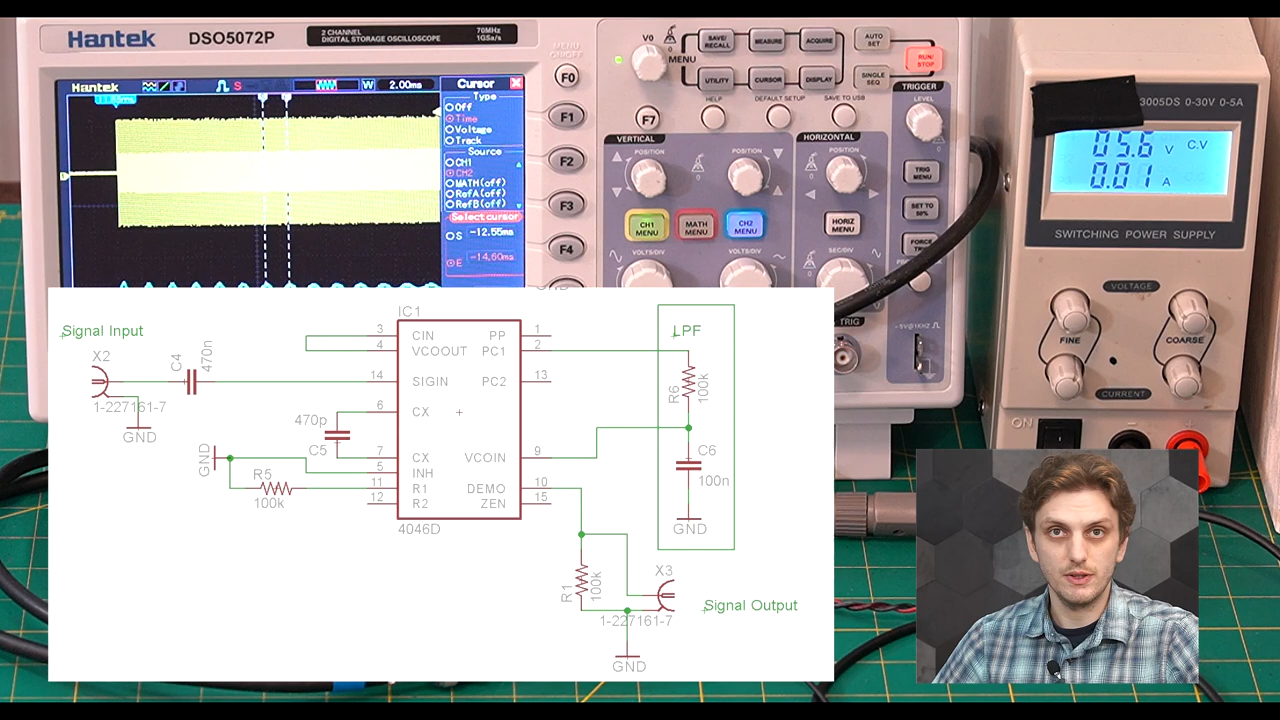 Hantek DSO5072P
2 CHANNEL
DIGITAL STORAGE OSCILLOSCOPE
70MHz
1GSa/s
MENU
ON/OFF
F0
F1
F2
F3
F4
Hantek
S
W 2.00ms
Cursor
Type
Off
Time
Voltage
Track
Source
CH1
CH2
MATH(off)
RefA(off)
RefB(off)
Select cursor
S -12.55ms
E -14.60ms
V0
MENU
SAVE/
RECALL
MEASURE
ACQUIRE
UTILITY
CURSOR
DISPLAY
AUTO
SET
SINGLE
SEQ
RUN/
STOP
F7
HELP
DEFAULT SETUP
SAVE TO USB
TRIGGER
LEVEL
VERTICAL
POSITION
POSITION
HORIZONTAL
POSITION
CH1
MENU
MATH
MENU
CH2
MENU
HORIZ
MENU
TRIG
MENU
SET TO
50%
FORCE
VOLTS/DIV
VOLTS/DIV
SEC/DIV
TRIG
3005DS 0-30V 0-5A
05.6 V C.V
0.01 A
SWITCHING POWER SUPPLY
VOLTAGE
FINE
COARSE
CURRENT
ON
Signal Input
X2
1-227161-7
GND
C4
470n
IC1
3 CIN
4 VCOOUT
14 SIGIN
6 CX
7 CX
5 INH
11 R1
12 R2
PP 1
PC1 2
PC2 13
VCOIN 9
DEMO 10
ZEN 15
4046D
470p
C5
GND
R5
100k
LPF
R6
100k
C6
100n
GND
R1
100k
X3
1-227161-7
GND
Signal Output